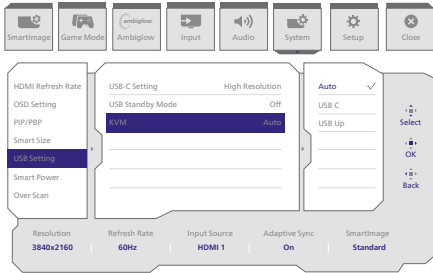 SmartImage Game Mode Ambiglow Input Audio System Setup Close
ambiglow
HDMI Refresh Rate
OSD Setting
PIP/PBP
Smart Size
USB Setting
Smart Power
Over Scan
USB-C Setting High Resolution
USB Standby Mode Off
KVM Auto
Auto
USB C
USB Up
Select
OK
Back
Resolution Refresh Rate Input Source Adaptive Sync SmartImage
3840x2160 60Hz HDMI 1 On Standard